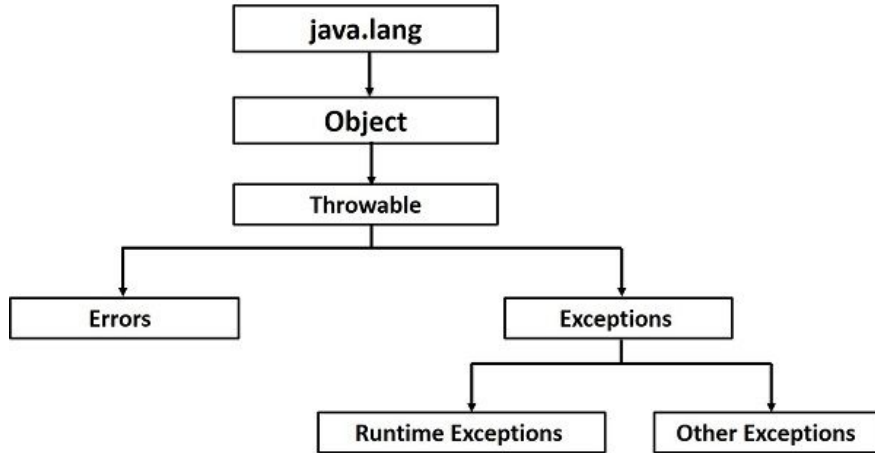 java.lang
Object
Throwable
Errors
Exceptions
Runtime Exceptions
Other Exceptions